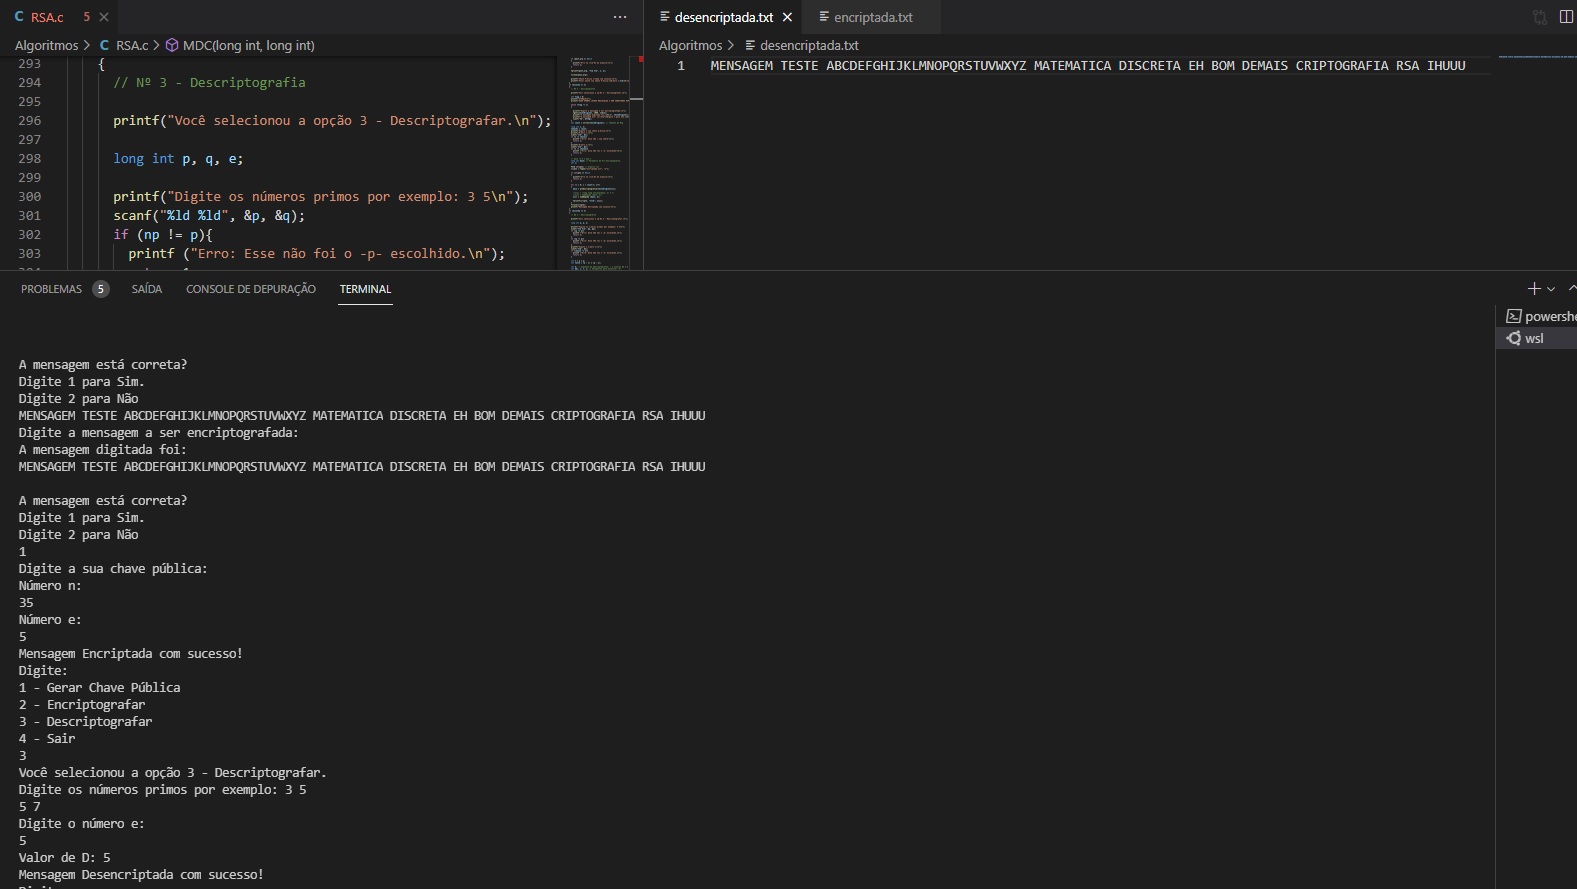 RSA.c 5
Algoritmos > RSA.c > MDC(long int, long int)
293 {
294 // Nº 3 - Descriptografia
295
296 printf("Você selecionou a opção 3 - Descriptografar.\n");
297
298 long int p, q, e;
299
300 printf("Digite os números primos por exemplo: 3 5\n");
301 scanf("%ld %ld", &p, &q);
302 if (np != p){
303 printf ("Erro: Esse não foi o -p- escolhido.\n");
desencriptada.txt encriptada.txt
Algoritmos > desencriptada.txt
1 MENSAGEM TESTE ABCDEFGHIJKLMNOPQRSTUVWXYZ MATEMATICA DISCRETA EH BOM DEMAIS CRIPTOGRAFIA RSA IHUUU
PROBLEMAS 5 SAÍDA CONSOLE DE DEPURAÇÃO TERMINAL
powershe
wsl
A mensagem está correta?
Digite 1 para Sim.
Digite 2 para Não
MENSAGEM TESTE ABCDEFGHIJKLMNOPQRSTUVWXYZ MATEMATICA DISCRETA EH BOM DEMAIS CRIPTOGRAFIA RSA IHUUU
Digite a mensagem a ser encriptografada:
A mensagem digitada foi:
MENSAGEM TESTE ABCDEFGHIJKLMNOPQRSTUVWXYZ MATEMATICA DISCRETA EH BOM DEMAIS CRIPTOGRAFIA RSA IHUUU
A mensagem está correta?
Digite 1 para Sim.
Digite 2 para Não
1
Digite a sua chave pública:
Número n:
35
Número e:
5
Mensagem Encriptada com sucesso!
Digite:
1 - Gerar Chave Pública
2 - Encriptografar
3 - Descriptografar
4 - Sair
3
Você selecionou a opção 3 - Descriptografar.
Digite os números primos por exemplo: 3 5
5 7
Digite o número e:
5
Valor de D: 5
Mensagem Desencriptada com sucesso!